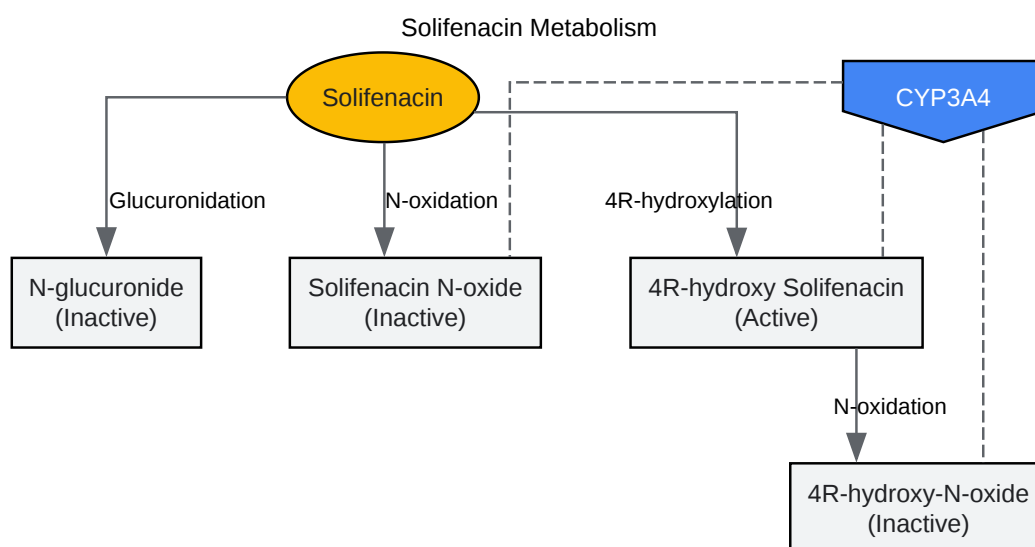 Solifenacin Metabolism
Solifenacin
CYP3A4
Glucuronidation
N-oxidation
4R-hydroxylation
N-glucuronide
(Inactive)
Solifenacin N-oxide
(Inactive)
4R-hydroxy Solifenacin
(Active)
N-oxidation
4R-hydroxy-N-oxide
(Inactive)